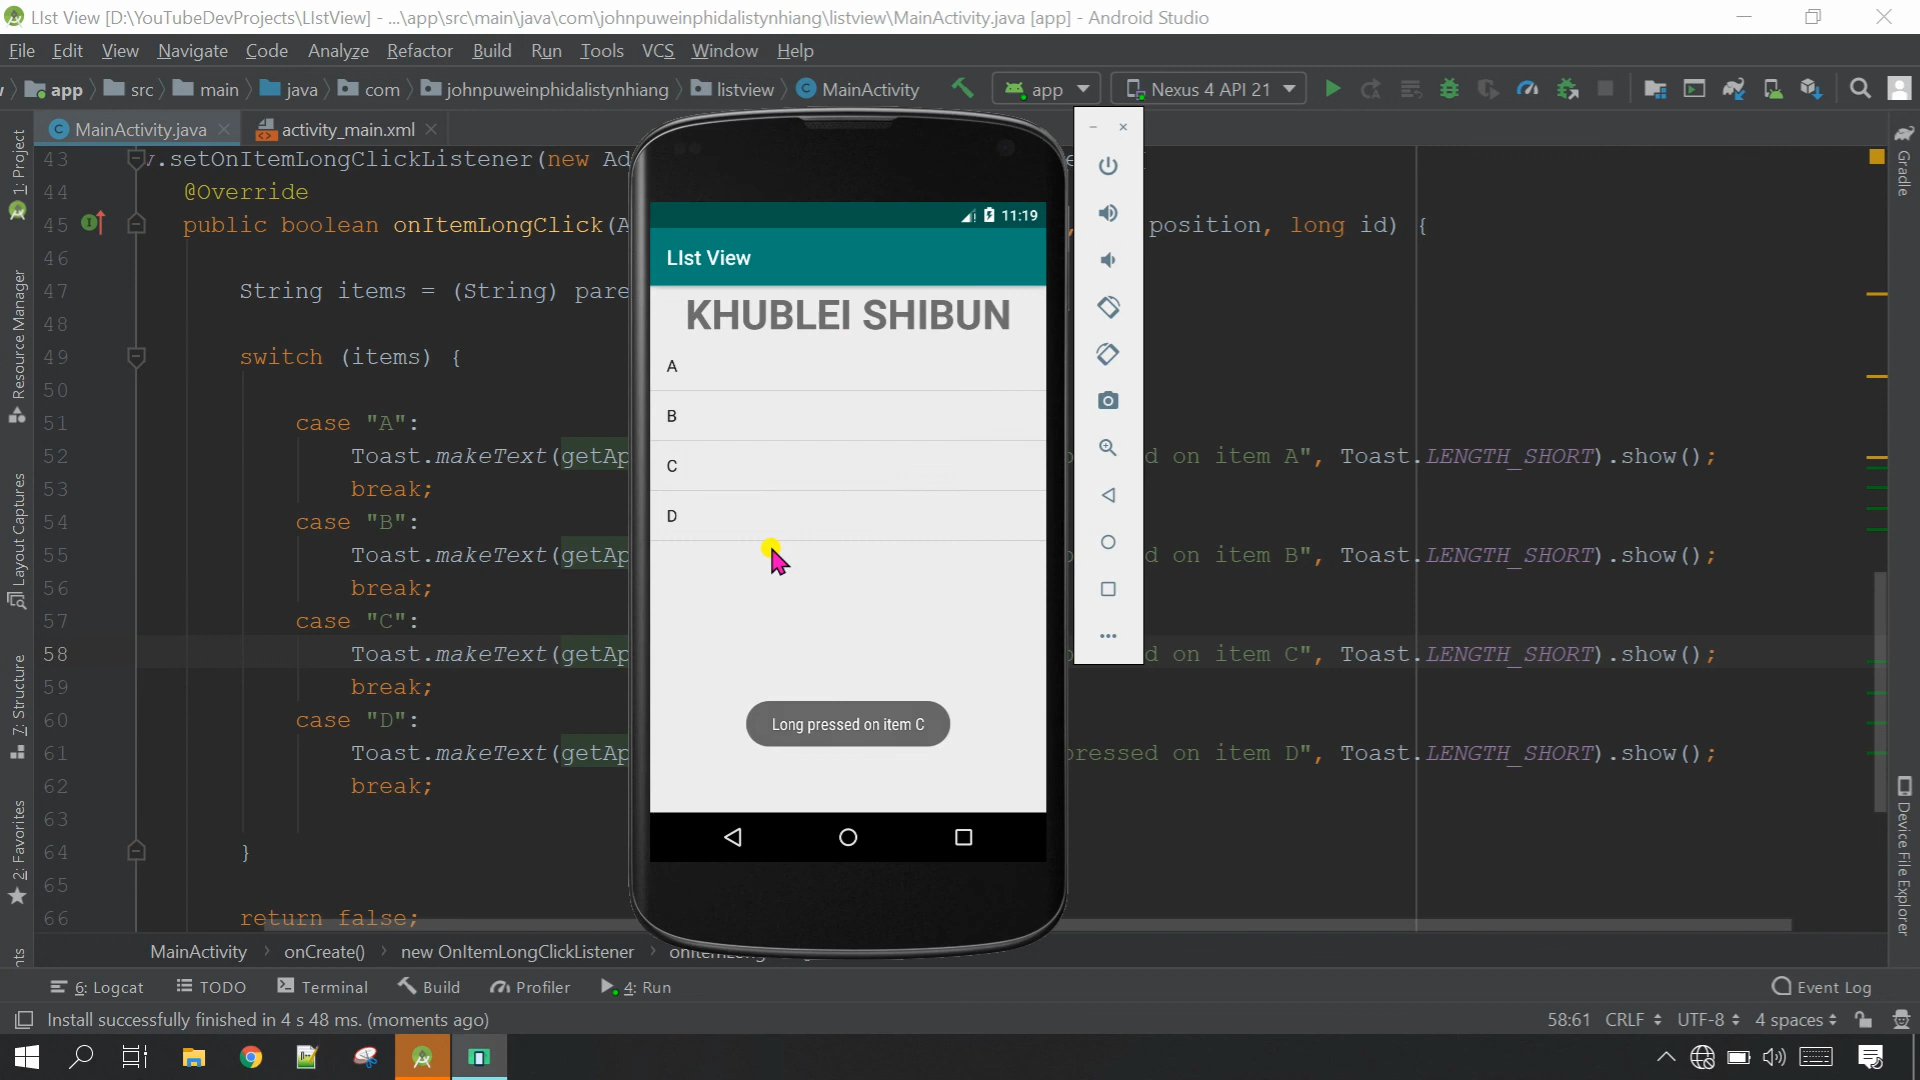 LIst View [D:\YouTubeDevProjects\LIstView] - ...\app\src\main\java\com\johnpuweinphidalistynhiang\listview\MainActivity.java [app] - Android Studio
File Edit View Navigate Code Analyze Refactor Build Run Tools VCS Window Help
app src main java com johnpuweinphidalistynhiang listview MainActivity app Nexus 4 API 21
MainActivity.java activity_main.xml
1: Project
Resource Manager
Layout Captures
7: Structure
2: Favorites
43 .setOnItemLongClickListener(new Ad
44 @Override
45 public boolean onItemLongClick(A position, long id) {
46
47 String items = (String) pare
48
49 switch (items) {
50
51 case "A":
52 Toast.makeText(getAp d on item A", Toast.LENGTH_SHORT).show();
53 break;
54 case "B":
55 Toast.makeText(getAp d on item B", Toast.LENGTH_SHORT).show();
56 break;
57 case "C":
58 Toast.makeText(getAp d on item C", Toast.LENGTH_SHORT).show();
59 break;
60 case "D":
61 Toast.makeText(getAp pressed on item D", Toast.LENGTH_SHORT).show();
62 break;
63
64 }
65
66 return false;
11:19
LIst View
KHUBLEI SHIBUN
A
B
C
D
Long pressed on item C
Gradle
Device File Explorer
MainActivity onCreate() new OnItemLongClickListener
6: Logcat TODO Terminal Build Profiler 4: Run Event Log
Install successfully finished in 4 s 48 ms. (moments ago) 58:61 CRLF UTF-8 4 spaces